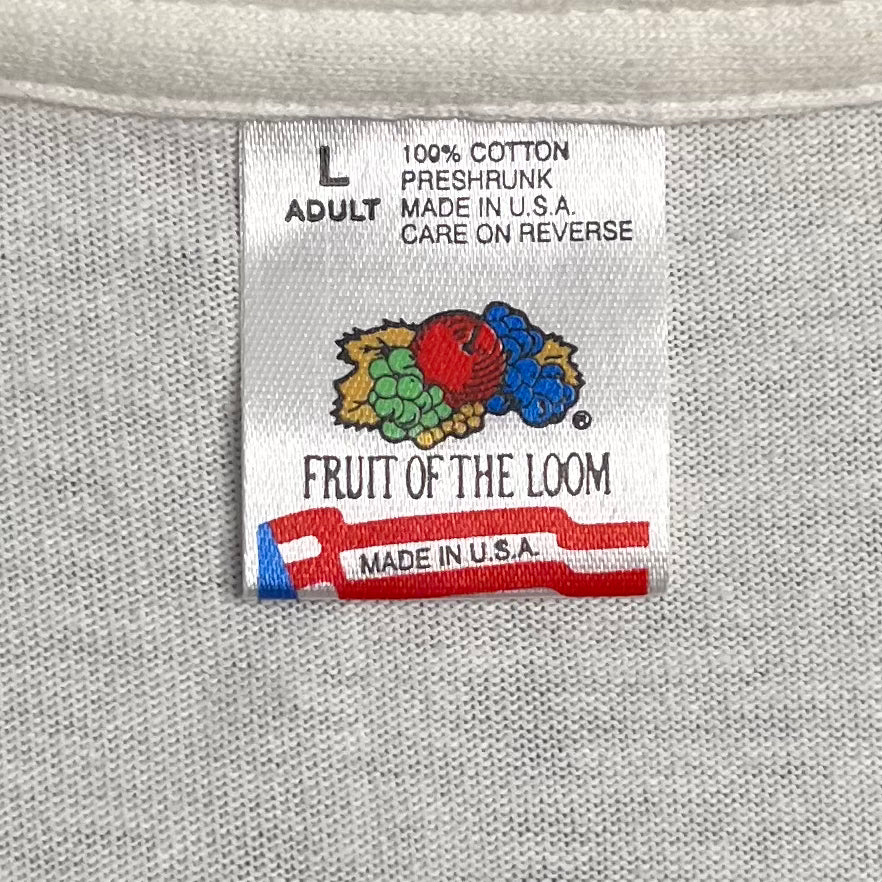 L
ADULT
100% COTTON
PRESHRUNK
MADE IN U.S.A.
CARE ON REVERSE
®
FRUIT OF THE LOOM
MADE IN U.S.A.